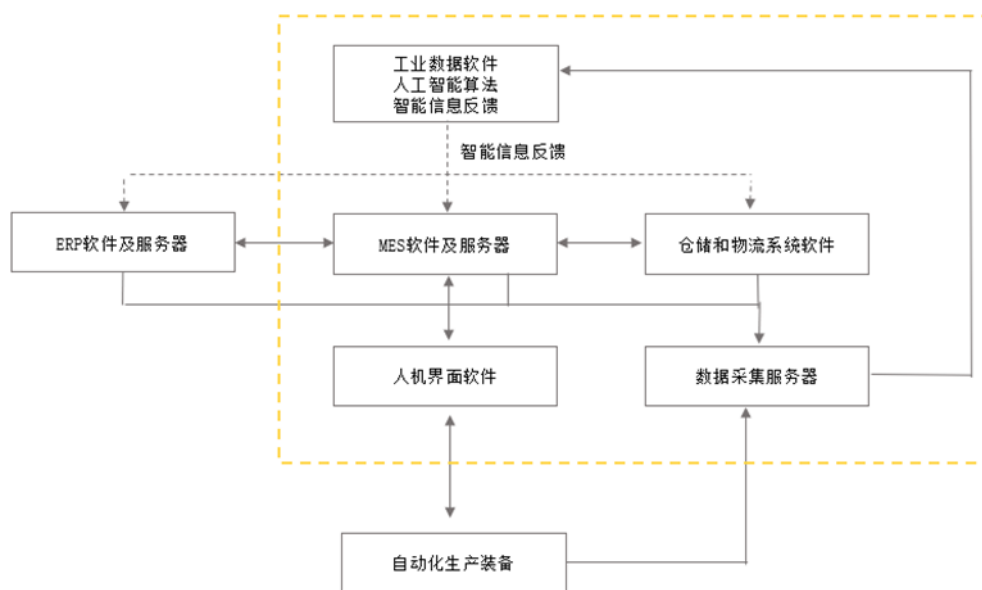 工业数据软件
人工智能算法
智能信息反馈
智能信息反馈
ERP软件及服务器
MES软件及服务器
仓储和物流系统软件
人机界面软件
数据采集服务器
自动化生产装备